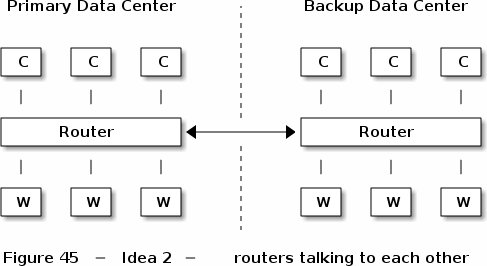 Primary Data Center Backup Data Center
C C C C C C
Router Router
W W W W W W
Figure 45 - Idea 2 - routers talking to each other